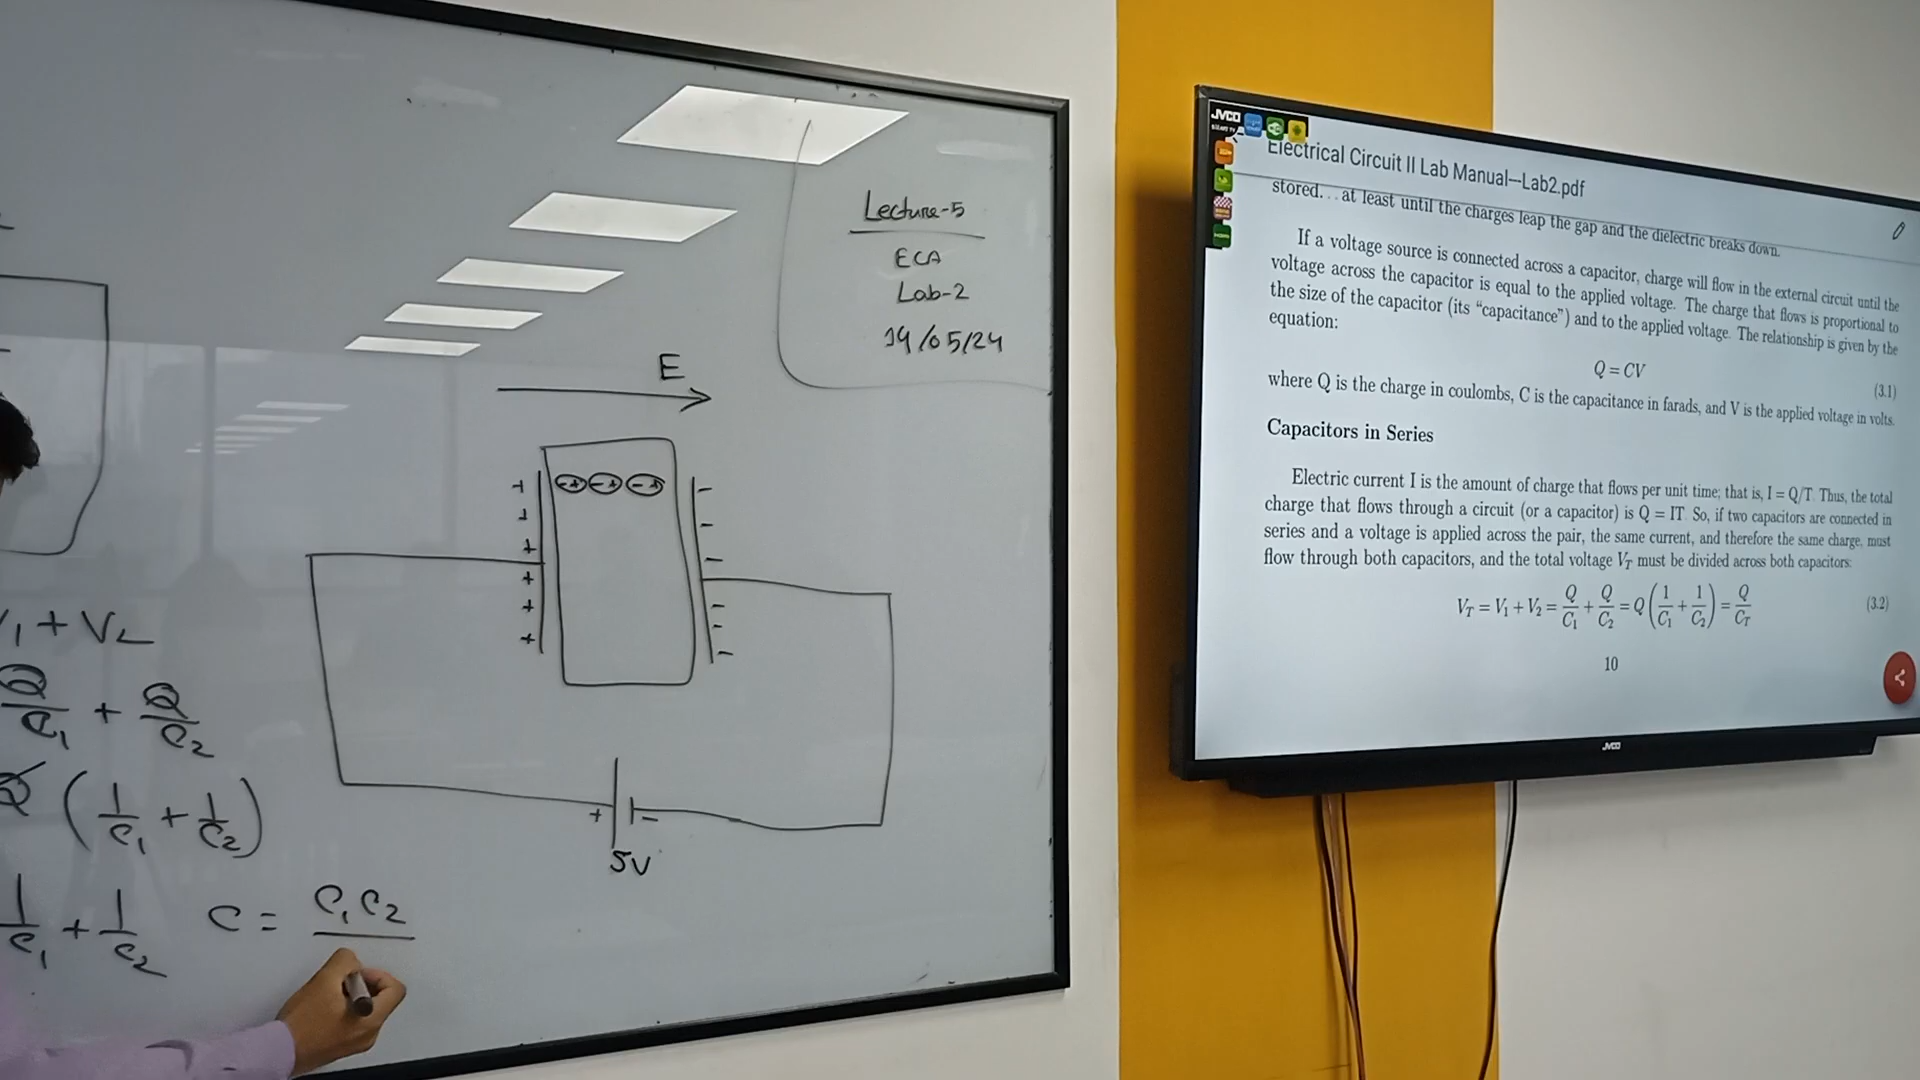 Lecture-5
ECA
Lab-2
14/05/24
E
+ -
+ -
+ -
+ -
+ -
+ -
-+ -+ -+
+ -
5V
1 + V2
Q/C1 + Q/C2
Q (1/C1 + 1/C2)
1/C1 + 1/C2 C = C1C2
JVCO
Electrical Circuit II Lab Manual—Lab2.pdf
stored. . . at least until the charges leap the gap and the dielectric breaks down.
If a voltage source is connected across a capacitor, charge will flow in the external circuit until the
voltage across the capacitor is equal to the applied voltage. The charge that flows is proportional to
the size of the capacitor (its “capacitance”) and to the applied voltage. The relationship is given by the
equation:
Q = CV (3.1)
where Q is the charge in coulombs, C is the capacitance in farads, and V is the applied voltage in volts.
Capacitors in Series
Electric current I is the amount of charge that flows per unit time; that is, I = Q/T. Thus, the total
charge that flows through a circuit (or a capacitor) is Q = IT. So, if two capacitors are connected in
series and a voltage is applied across the pair, the same current, and therefore the same charge, must
flow through both capacitors, and the total voltage VT must be divided across both capacitors:
VT = V1 + V2 = Q/C1 + Q/C2 = Q (1/C1 + 1/C2) = Q/CT (3.2)
10
JVCO